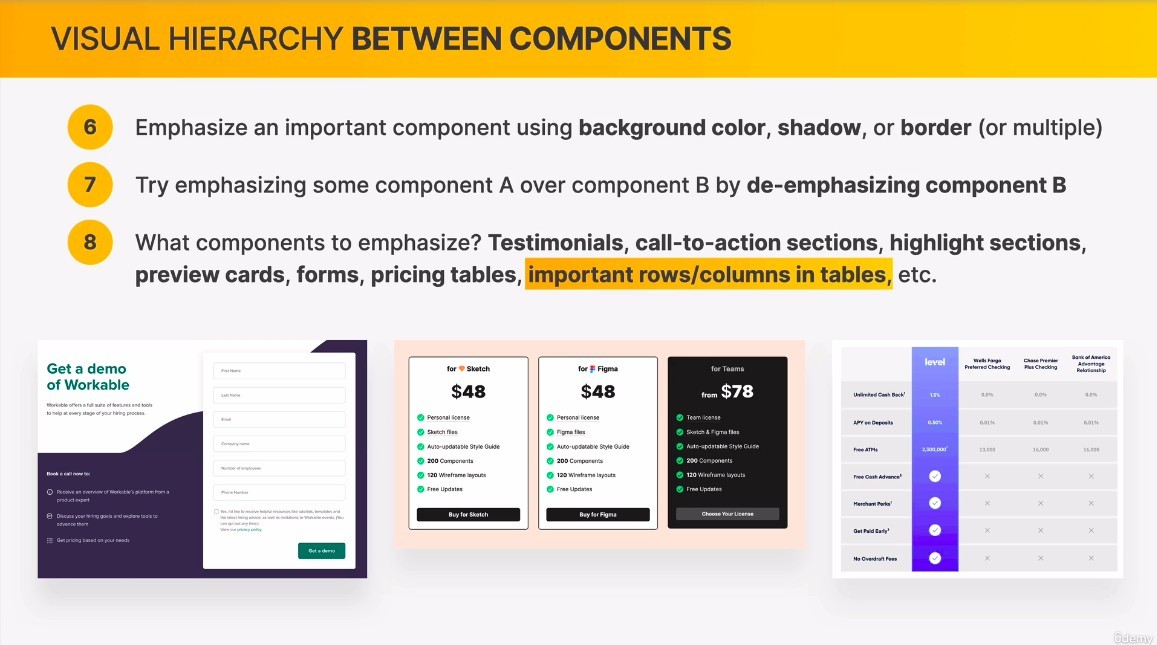 VISUAL HIERARCHY BETWEEN COMPONENTS
6 Emphasize an important component using background color, shadow, or border (or multiple)
7 Try emphasizing some component A over component B by de-emphasizing component B
8 What components to emphasize? Testimonials, call-to-action sections, highlight sections,
preview cards, forms, pricing tables, important rows/columns in tables, etc.
Get a demo
of Workable
Workable offers a full suite of features and tools
to help at every stage of your hiring process.
Book a call now to:
Receive an overview of Workable's platform from a
product expert
Discuss your hiring goals and explore tools to
advance them
Get pricing based on your needs
First Name
Last Name
Email
Company name
Number of employees
Phone Number
View our privacy policy.
Get a demo
for Sketch
$48
Personal license
Sketch files
Auto-updatable Style Guide
200 Components
120 Wireframe layouts
Free Updates
Buy for Sketch
for Figma
$48
Personal license
Figma files
Auto-updatable Style Guide
200 Components
120 Wireframe layouts
Free Updates
Buy for Figma
for Teams
from $78
Team license
Sketch & Figma files
Auto-updatable Style Guide
200 Components
120 Wireframe layouts
Free Updates
Choose Your License
level
Wells Fargo
Preferred Checking
Chase Premier
Plus Checking
Bank of America
Advantage
Relationship
Unlimited Cash Back¹ 1.0% 0.0% 0.0% 0.0%
APY on Deposits 0.50% 0.01% 0.01% 0.01%
Free ATMs 13,000 16,000
Free Cash Advance
Merchant Perks
Get Paid Early
No Overdraft Fees
ûdemy